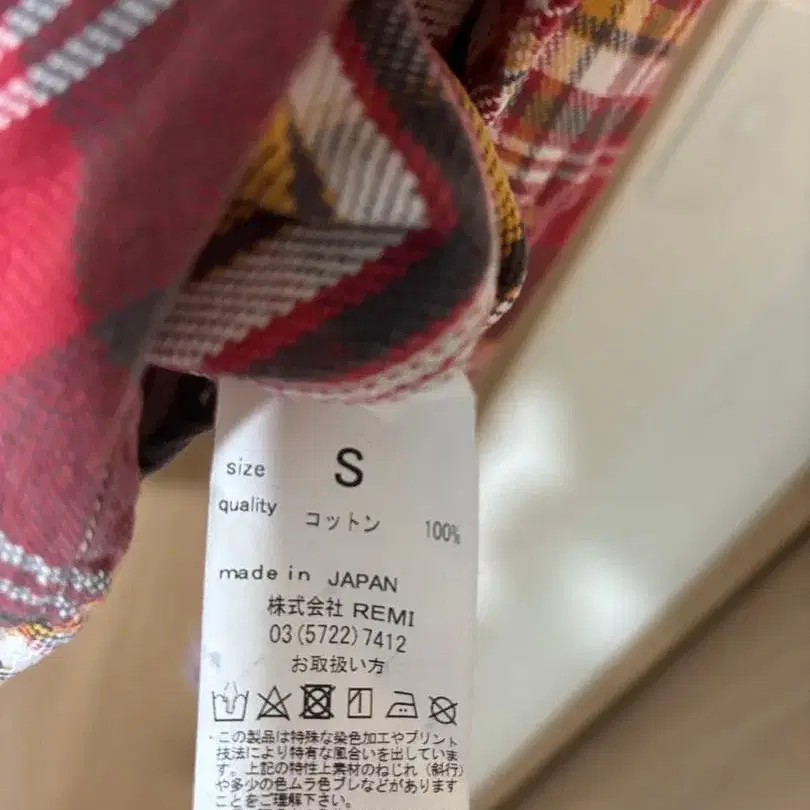 size S
quality コットン 100%
made in JAPAN
株式会社 REMI
03(5722)7412
お取扱い方
・この製品は特殊な染色加工やプリント
技法により特有な風合いを出していま
す。上記の特性上素材のねじれ(斜行)
や多少の色ムラ色ブレなどがあります
ことをご理解下さい。